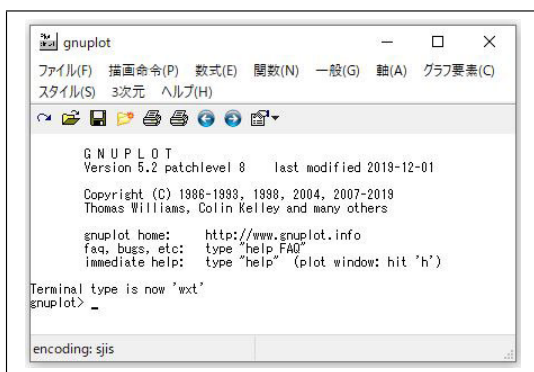 gnuplot
ファイル(F) 描画命令(P) 数式(E) 関数(N) 一般(G) 軸(A) グラフ要素(C)
スタイル(S) 3次元 ヘルプ(H)
G N U P L O T
Version 5.2 patchlevel 8 last modified 2019-12-01
Copyright (C) 1986-1993, 1998, 2004, 2007-2019
Thomas Williams, Colin Kelley and many others
gnuplot home: http://www.gnuplot.info
faq, bugs, etc: type "help FAQ"
immediate help: type "help" (plot window: hit 'h')
Terminal type is now 'wxt'
gnuplot> _
encoding: sjis